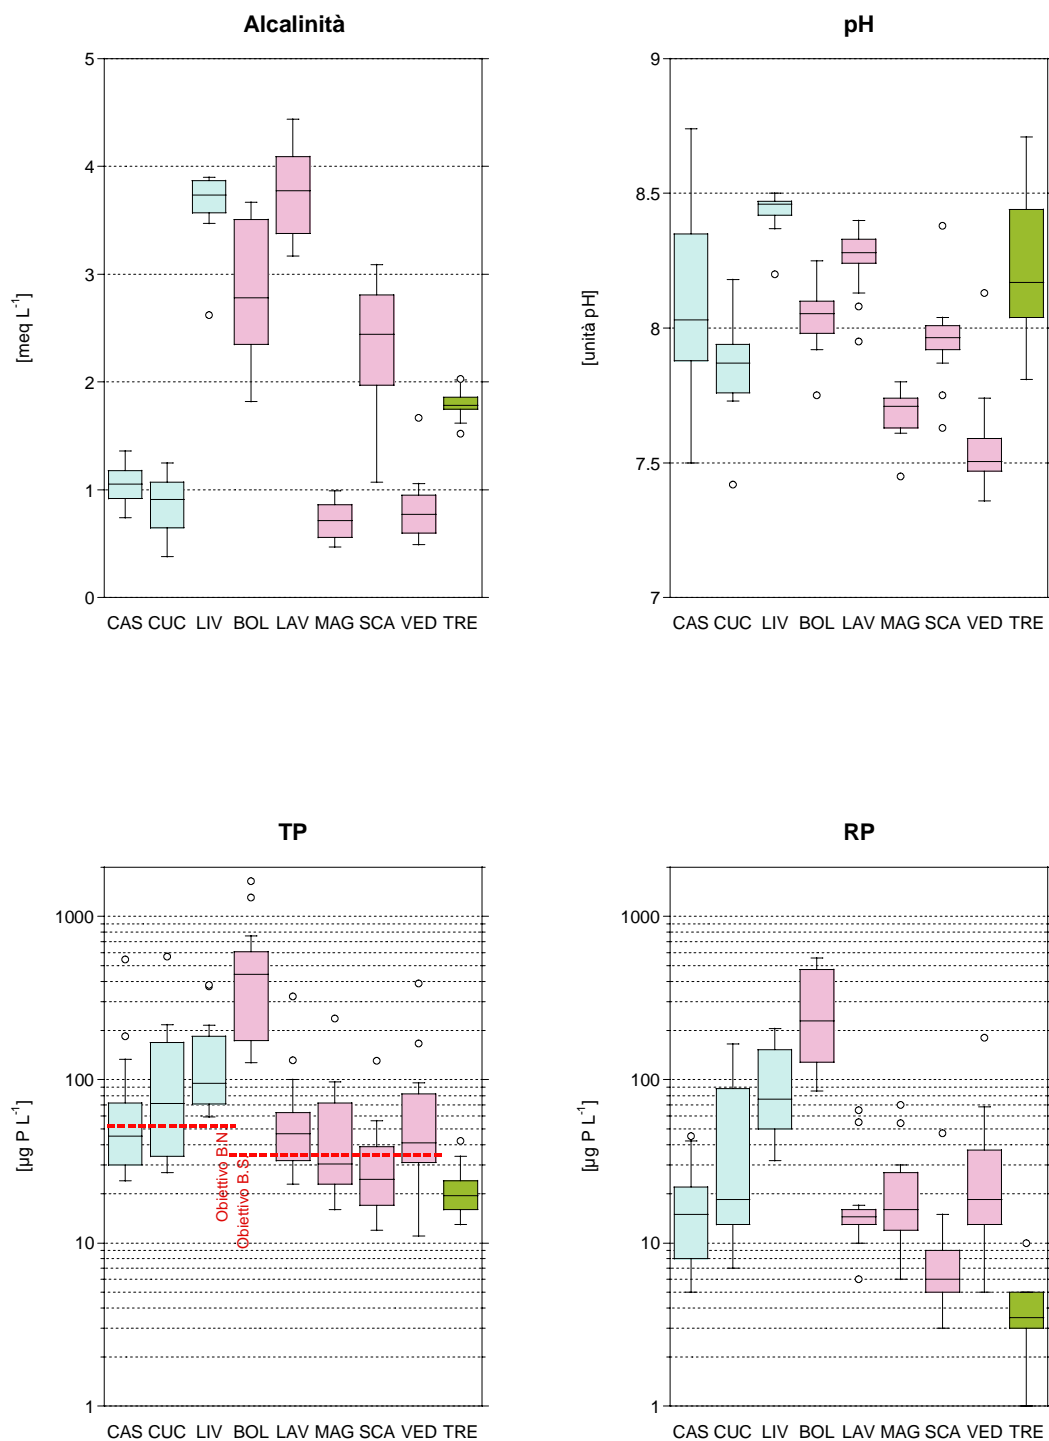 Alcalinità
5
4
3
2
1
0
[meq L-1]
CAS CUC LIV BOL LAV MAG SCA VED TRE
pH
9
8.5
8
7.5
7
[unità pH]
CAS CUC LIV BOL LAV MAG SCA VED TRE
TP
1000
100
10
1
[µg P L-1]
Obiettivo B.N.
Obiettivo B.S.
CAS CUC LIV BOL LAV MAG SCA VED TRE
RP
1000
100
10
1
[µg P L-1]
CAS CUC LIV BOL LAV MAG SCA VED TRE